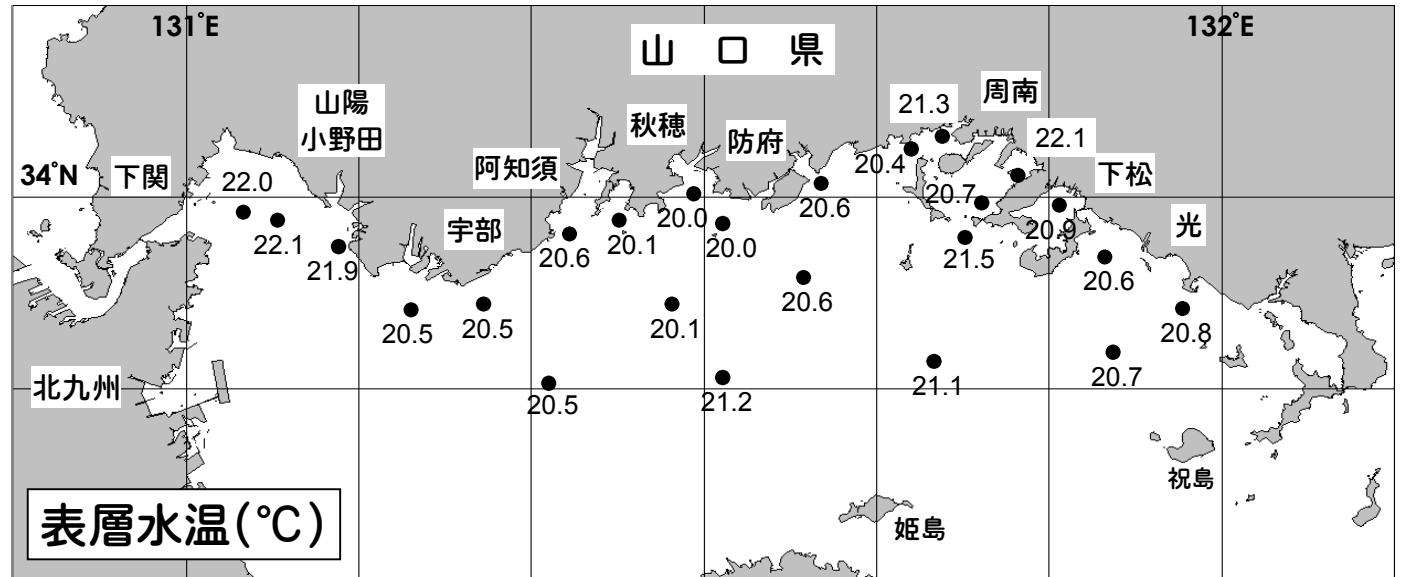 131°E
132°E
山 口 県
山陽
小野田
秋穂
防府
21.3
周南
阿知須
20.4
22.1
34°N
下関
22.0
下松
20.7
20.6
20.0
22.1
20.1
20.0
20.9
宇部
20.6
21.5
光
21.9
20.6
20.6
20.5
20.5
20.1
20.8
北九州
20.5
21.2
21.1
20.7
祝島
表層水温(℃)
姫島